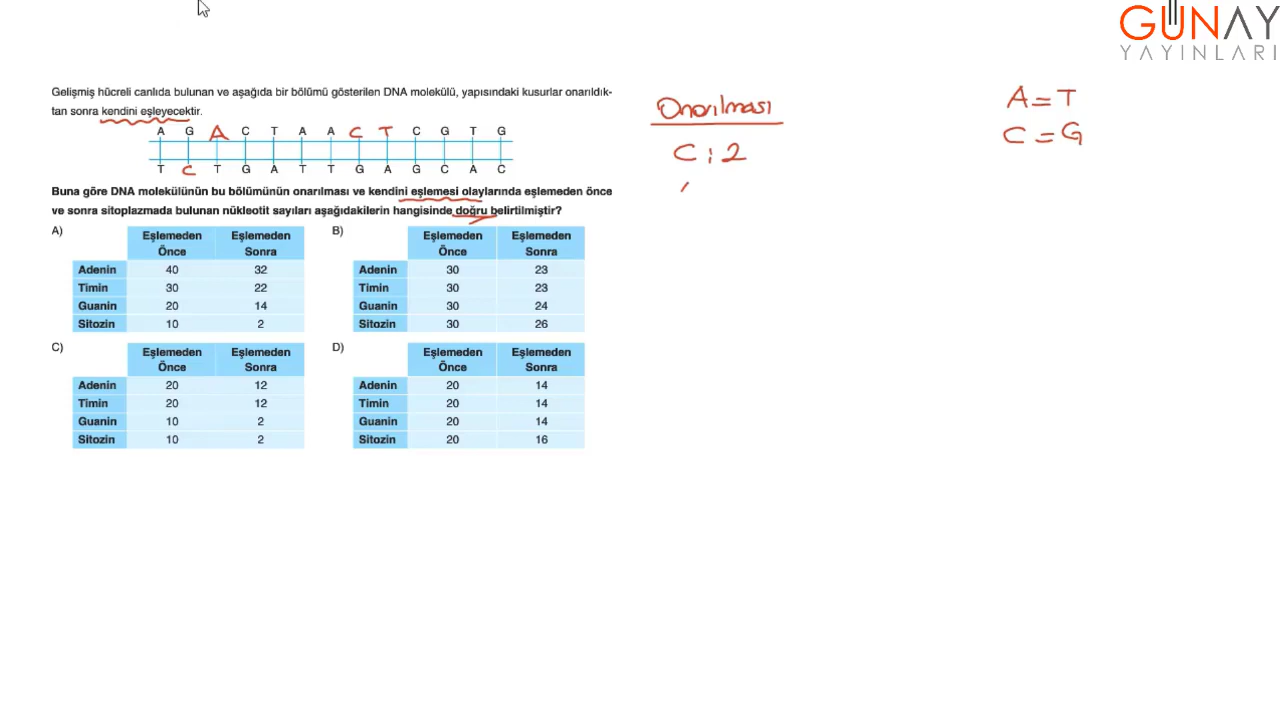 GÜNAY
YAYINLARI
Gelişmiş hücreli canlıda bulunan ve aşağıda bir bölümü gösterilen DNA molekülü, yapısındaki kusurlar onarıldık-
tan sonra kendini eşleyecektir.
A G A C T A A C T C G T G
T C T G A T T G A G C A C
Buna göre DNA molekülünün bu bölümünün onarılması ve kendini eşlemesi olaylarında eşlemeden önce
ve sonra sitoplazmada bulunan nükleotit sayıları aşağıdakilerin hangisinde doğru belirtilmiştir?
A)
Eşlemeden Eşlemeden
Önce Sonra
Adenin 40 32
Timin 30 22
Guanin 20 14
Sitozin 10 2
B)
Eşlemeden Eşlemeden
Önce Sonra
Adenin 30 23
Timin 30 23
Guanin 30 24
Sitozin 30 26
C)
Eşlemeden Eşlemeden
Önce Sonra
Adenin 20 12
Timin 20 12
Guanin 10 2
Sitozin 10 2
D)
Eşlemeden Eşlemeden
Önce Sonra
Adenin 20 14
Timin 20 14
Guanin 20 14
Sitozin 20 16
Onarılması
C : 2
A = T
C = G